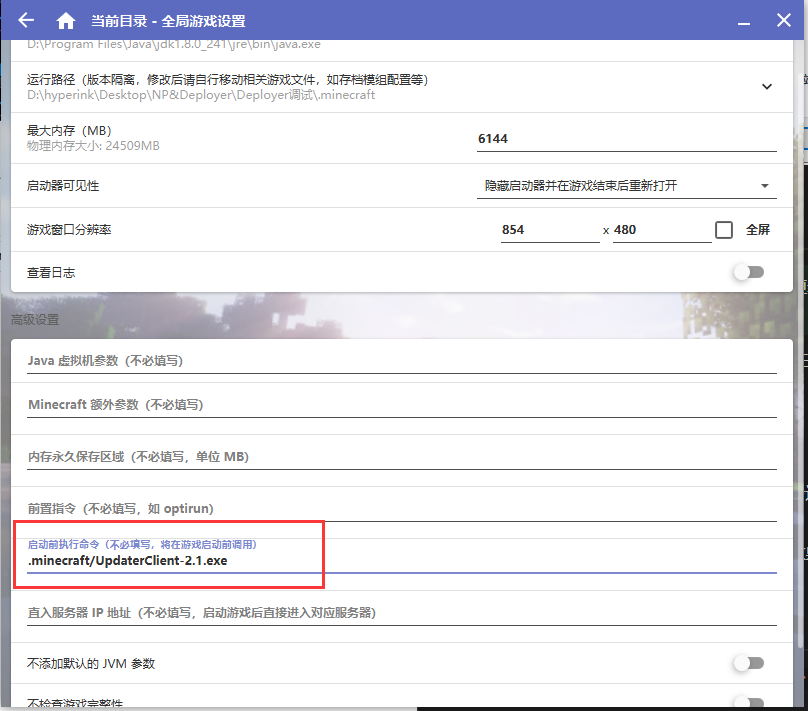 当前目录 - 全局游戏设置
D:\Program Files\Java\jdk1.8.0_241\jre\bin\java.exe
运行路径（版本隔离，修改后请自行移动相关游戏文件，如存档模组配置等）
D:\hyperink\Desktop\NP&Deployer\Deployer调试\.minecraft
最大内存（MB）
物理内存大小: 24509MB
6144
启动器可见性
隐藏启动器并在游戏结束后重新打开
游戏窗口分辨率
854 x 480 全屏
查看日志
高级设置
Java 虚拟机参数（不必填写）
Minecraft 额外参数（不必填写）
内存永久保存区域（不必填写，单位 MB）
前置指令（不必填写，如 optirun）
启动前执行命令（不必填写，将在游戏启动前调用）
.minecraft/UpdaterClient-2.1.exe
直入服务器 IP 地址（不必填写，启动游戏后直接进入对应服务器）
不添加默认的 JVM 参数
不检查游戏完整性